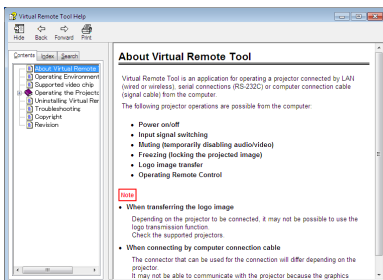 Virtual Remote Tool Help
Hide Back Forward Print
Contents Index Search
About Virtual Remote
Operating Environment
Supported video chip
Operating the Projecto
Uninstalling Virtual Rer
Troubleshooting
Copyright
Revision
About Virtual Remote Tool
Virtual Remote Tool is an application for operating a projector connected by LAN
(wired or wireless), serial connections (RS-232C) or computer connection cable
(signal cable) from the computer.
The following projector operations are possible from the computer:
• Power on/off
• Input signal switching
• Muting (temporarily disabling audio/video)
• Freezing (locking the projected image)
• Logo image transfer
• Operating Remote Control
Note
• When transferring the logo image
Depending on the projector to be connected, it may not be possible to use the
logo transmission function.
Check the supported projectors.
• When connecting by computer connection cable
The connector that can be used for the connection will differ depending on the
projector.
It may not be able to communicate with the projector because the graphics